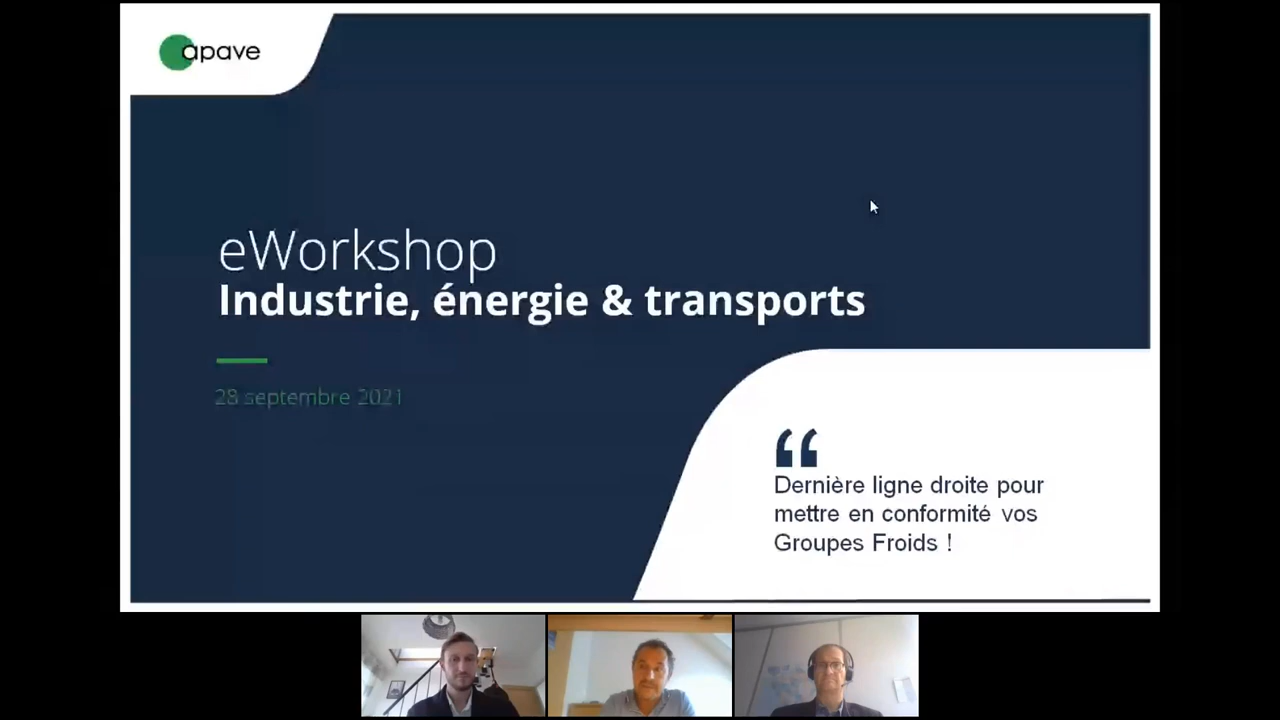 apave
eWorkshop
Industrie, énergie & transports
28 septembre 2021
“
Dernière ligne droite pour
mettre en conformité vos
Groupes Froids !